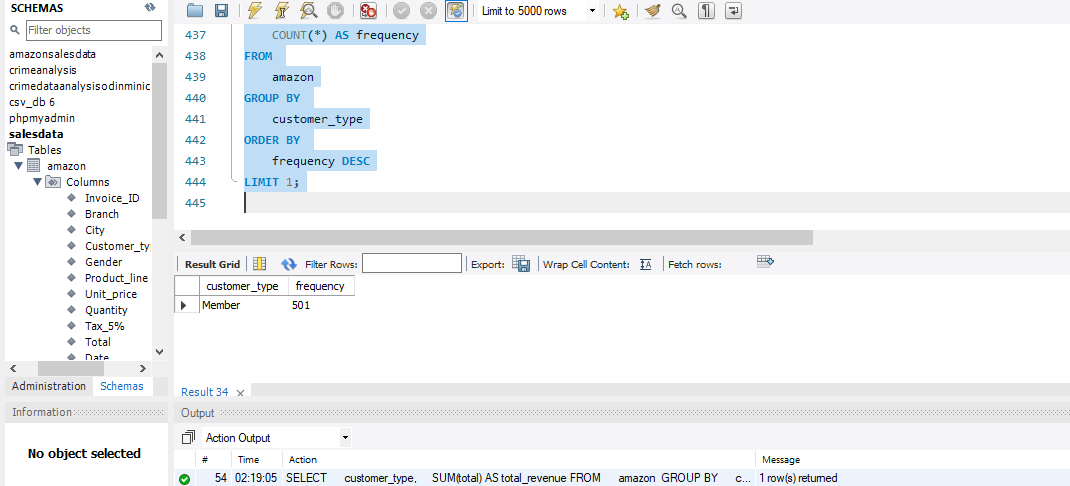 SCHEMAS
Filter objects
amazonsalesdata
crimeanalysis
crimedataanalysisodinminic
csv_db 6
phpmyadmin
salesdata
Tables
amazon
Columns
Invoice_ID
Branch
City
Customer_ty
Gender
Product_line
Unit_price
Quantity
Tax_5%
Total
Date
Administration Schemas
Information
No object selected
Limit to 5000 rows
437 COUNT(*) AS frequency
438 FROM
439 amazon
440 GROUP BY
441 customer_type
442 ORDER BY
443 frequency DESC
444 LIMIT 1;
445
Result Grid Filter Rows: Export: Wrap Cell Content: Fetch rows:
customer_type frequency
Member 501
Result 34
Output
Action Output
# Time Action Message
54 02:19:05 SELECT customer_type, SUM(total) AS total_revenue FROM amazon GROUP BY c... 1 row(s) returned